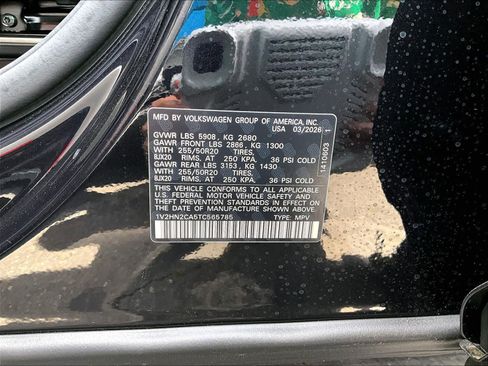 MFD. BY VOLKSWAGEN GROUP OF AMERICA, INC.
USA 03/2026
GVWR LBS 5908, KG 2680
GAWR FRONT LBS 2866, KG 1300
WITH 255/50R20 TIRES,
8JX20 RIMS, AT 250 KPA, 36 PSI COLD
GAWR REAR LBS 3153, KG 1430
WITH 255/50R20 TIRES,
8JX20 RIMS, AT 250 KPA, 36 PSI COLD
THIS VEHICLE CONFORMS TO ALL APPLICABLE
U.S. FEDERAL MOTOR VEHICLE SAFETY AND
THEFT PREVENTION STANDARDS IN EFFECT ON
THE DATE OF MANUFACTURE SHOWN ABOVE.
1V2HN2CA5TC565785 TYPE: MPV
1410603 1